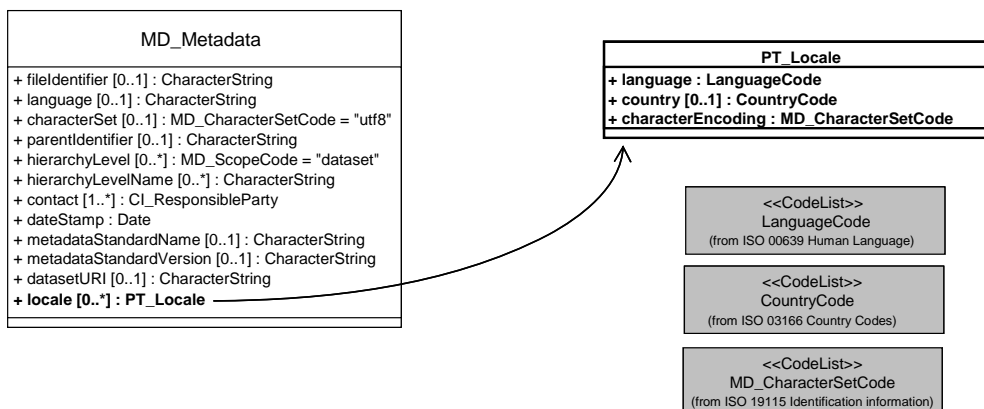 MD_Metadata
+ fileIdentifier [0..1] : CharacterString
+ language [0..1] : CharacterString
+ characterSet [0..1] : MD_CharacterSetCode = "utf8"
+ parentIdentifier [0..1] : CharacterString
+ hierarchyLevel [0..*] : MD_ScopeCode = "dataset"
+ hierarchyLevelName [0..*] : CharacterString
+ contact [1..*] : CI_ResponsibleParty
+ dateStamp : Date
+ metadataStandardName [0..1] : CharacterString
+ metadataStandardVersion [0..1] : CharacterString
+ datasetURI [0..1] : CharacterString
+ locale [0..*] : PT_Locale
PT_Locale
+ language : LanguageCode
+ country [0..1] : CountryCode
+ characterEncoding : MD_CharacterSetCode
<<CodeList>>
LanguageCode
(from ISO 00639 Human Language)
<<CodeList>>
CountryCode
(from ISO 03166 Country Codes)
<<CodeList>>
MD_CharacterSetCode
(from ISO 19115 Identification information)